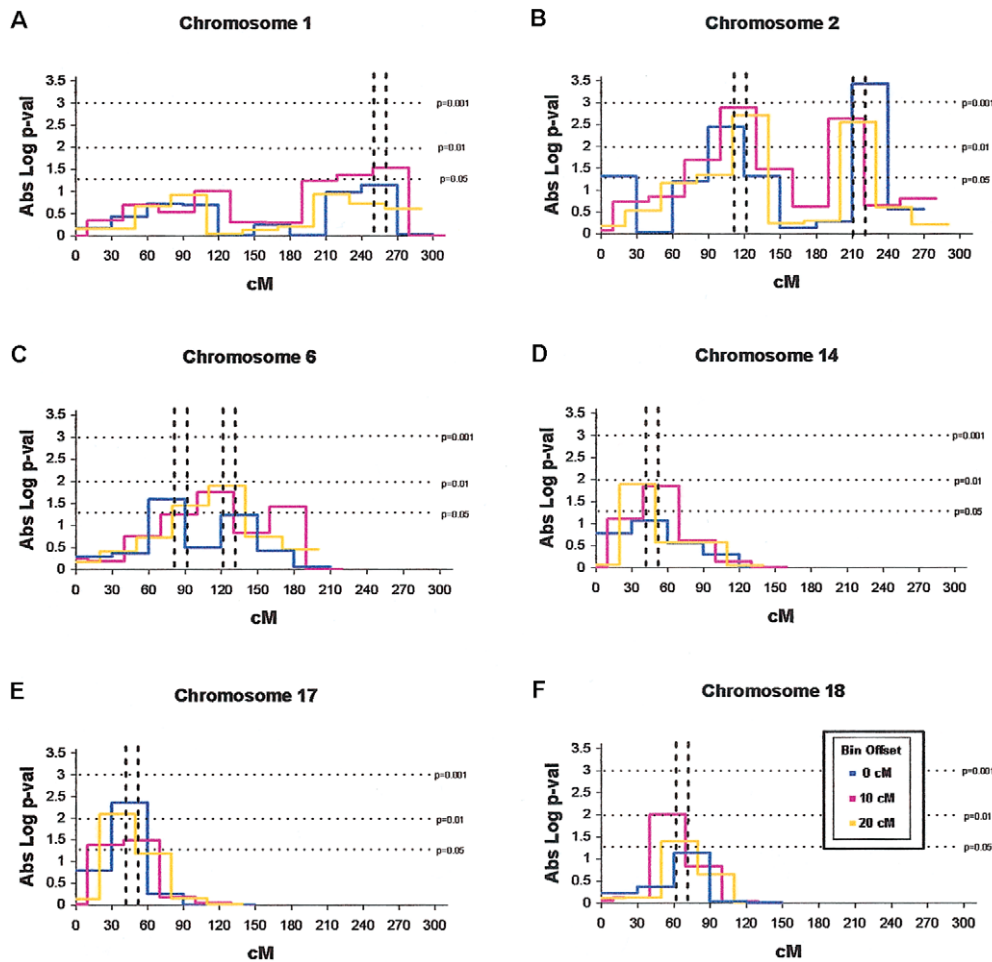 A
Chromosome 1
Abs Log p-val
3.5
3
2.5
2
1.5
1
0.5
0
p=0.001
p=0.01
p=0.05
0 30 60 90 120 150 180 210 240 270 300
cM
B
Chromosome 2
Abs Log p-val
3.5
3
2.5
2
1.5
1
0.5
0
p=0.001
p=0.01
p=0.05
0 30 60 90 120 150 180 210 240 270 300
cM
C
Chromosome 6
Abs Log p-val
3.5
3
2.5
2
1.5
1
0.5
0
p=0.001
p=0.01
p=0.05
0 30 60 90 120 150 180 210 240 270 300
cM
D
Chromosome 14
Abs Log p-val
3.5
3
2.5
2
1.5
1
0.5
0
p=0.001
p=0.01
p=0.05
0 30 60 90 120 150 180 210 240 270 300
cM
E
Chromosome 17
Abs Log p-val
3.5
3
2.5
2
1.5
1
0.5
0
p=0.001
p=0.01
p=0.05
0 30 60 90 120 150 180 210 240 270 300
cM
F
Chromosome 18
Abs Log p-val
3.5
3
2.5
2
1.5
1
0.5
0
p=0.001
p=0.01
p=0.05
Bin Offset
0 cM
10 cM
20 cM
0 30 60 90 120 150 180 210 240 270 300
cM